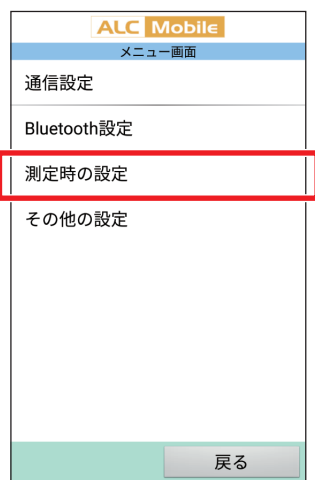 ALC Mobile
メニュー画面
通信設定
Bluetooth設定
測定時の設定
その他の設定
戻る